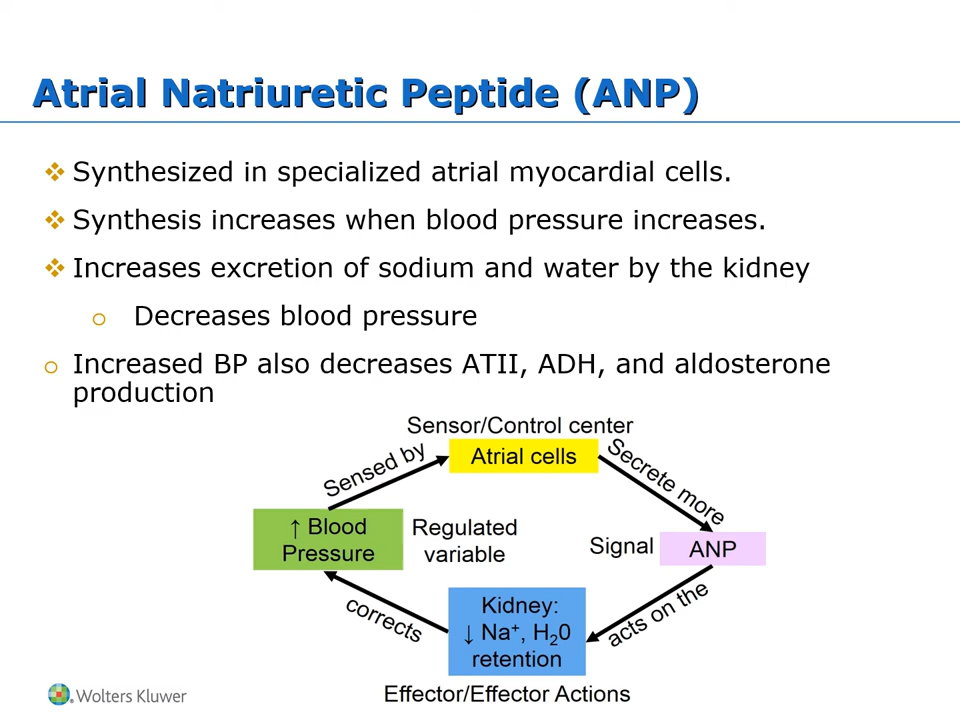 Atrial Natriuretic Peptide (ANP)
Synthesized in specialized atrial myocardial cells.
Synthesis increases when blood pressure increases.
Increases excretion of sodium and water by the kidney
Decreases blood pressure
Increased BP also decreases ATII, ADH, and aldosterone
production
Sensor/Control center
Sensed by
Atrial cells
Secrete more
↑ Blood
Pressure
Regulated
variable
Signal
ANP
corrects
Kidney:
↓ Na⁺, H₂0
retention
acts on the
Effector/Effector Actions
Wolters Kluwer